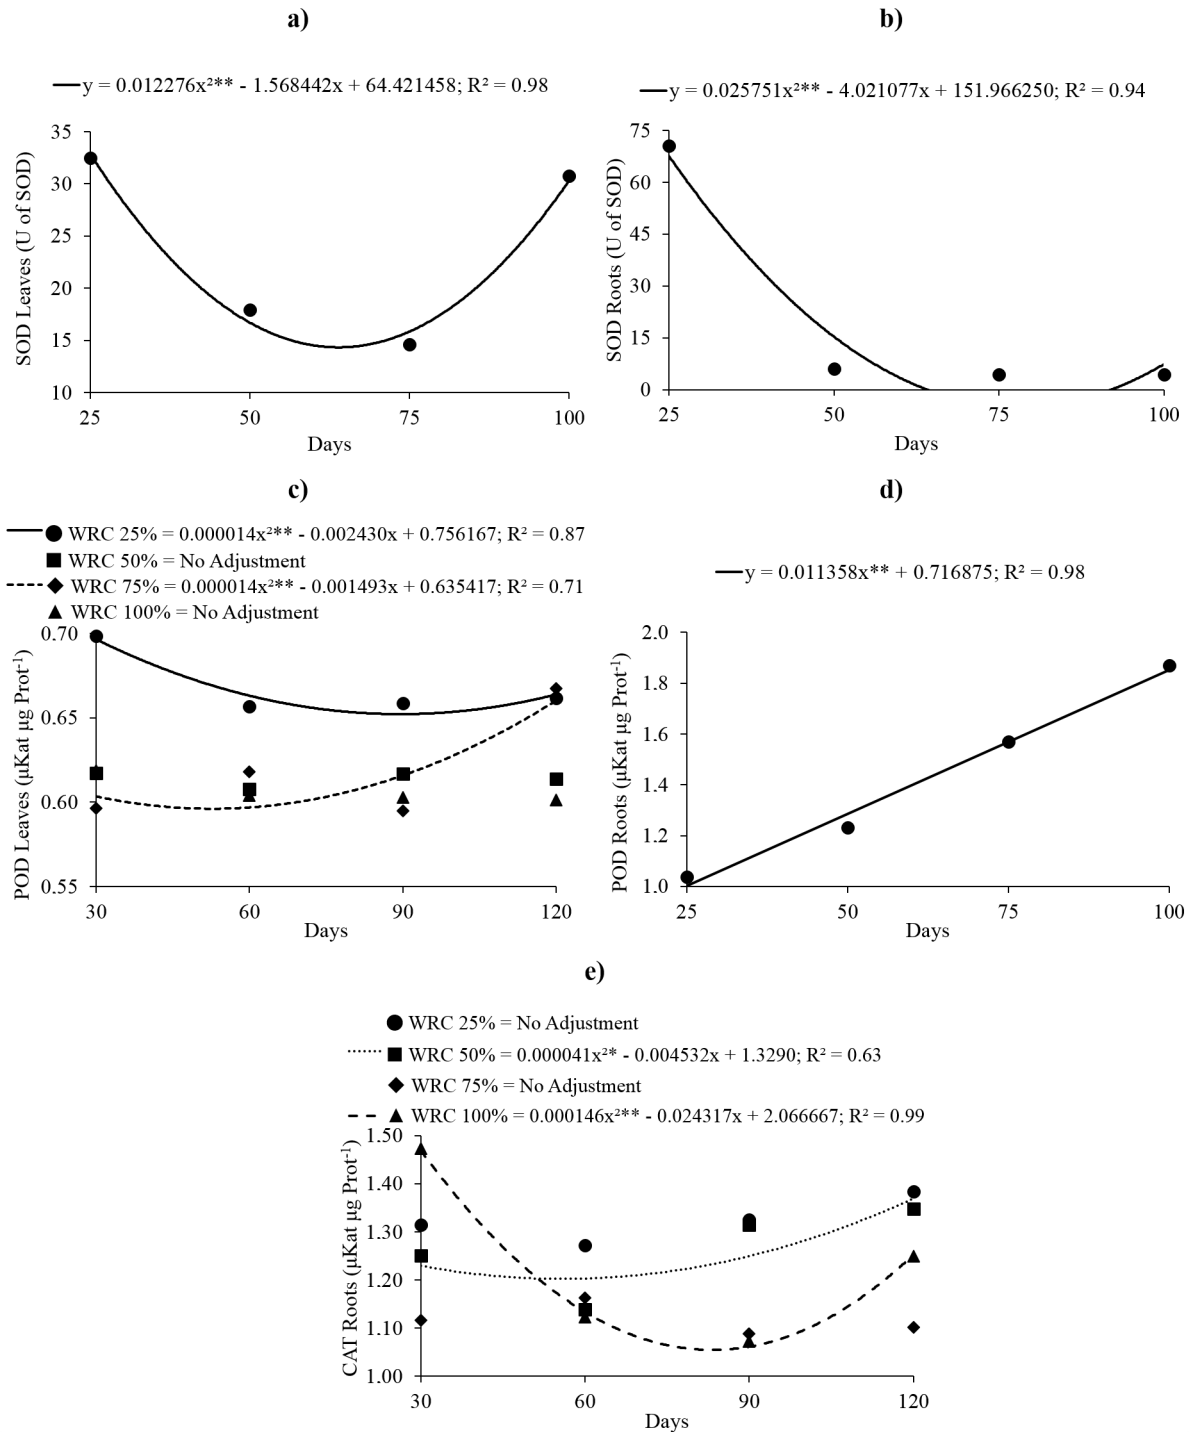 a)
y = 0.012276x²** - 1.568442x + 64.421458; R² = 0.98
SOD Leaves (U of SOD)
35
30
25
20
15
10
25
50
75
100
Days
b)
y = 0.025751x²** - 4.021077x + 151.966250; R² = 0.94
SOD Roots (U of SOD)
75
60
45
30
15
0
25
50
75
100
Days
c)
WRC 25% = 0.000014x²** - 0.002430x + 0.756167; R² = 0.87
WRC 50% = No Adjustment
WRC 75% = 0.000014x²** - 0.001493x + 0.635417; R² = 0.71
WRC 100% = No Adjustment
POD Leaves (µKat µg Prot⁻¹)
0.70
0.65
0.60
0.55
30
60
90
120
Days
d)
y = 0.011358x** + 0.716875; R² = 0.98
POD Roots (µKat µg Prot⁻¹)
2.0
1.8
1.6
1.4
1.2
1.0
25
50
75
100
Days
e)
WRC 25% = No Adjustment
WRC 50% = 0.000041x²* - 0.004532x + 1.3290; R² = 0.63
WRC 75% = No Adjustment
WRC 100% = 0.000146x²** - 0.024317x + 2.066667; R² = 0.99
CAT Roots (µKat µg Prot⁻¹)
1.50
1.40
1.30
1.20
1.10
1.00
30
60
90
120
Days